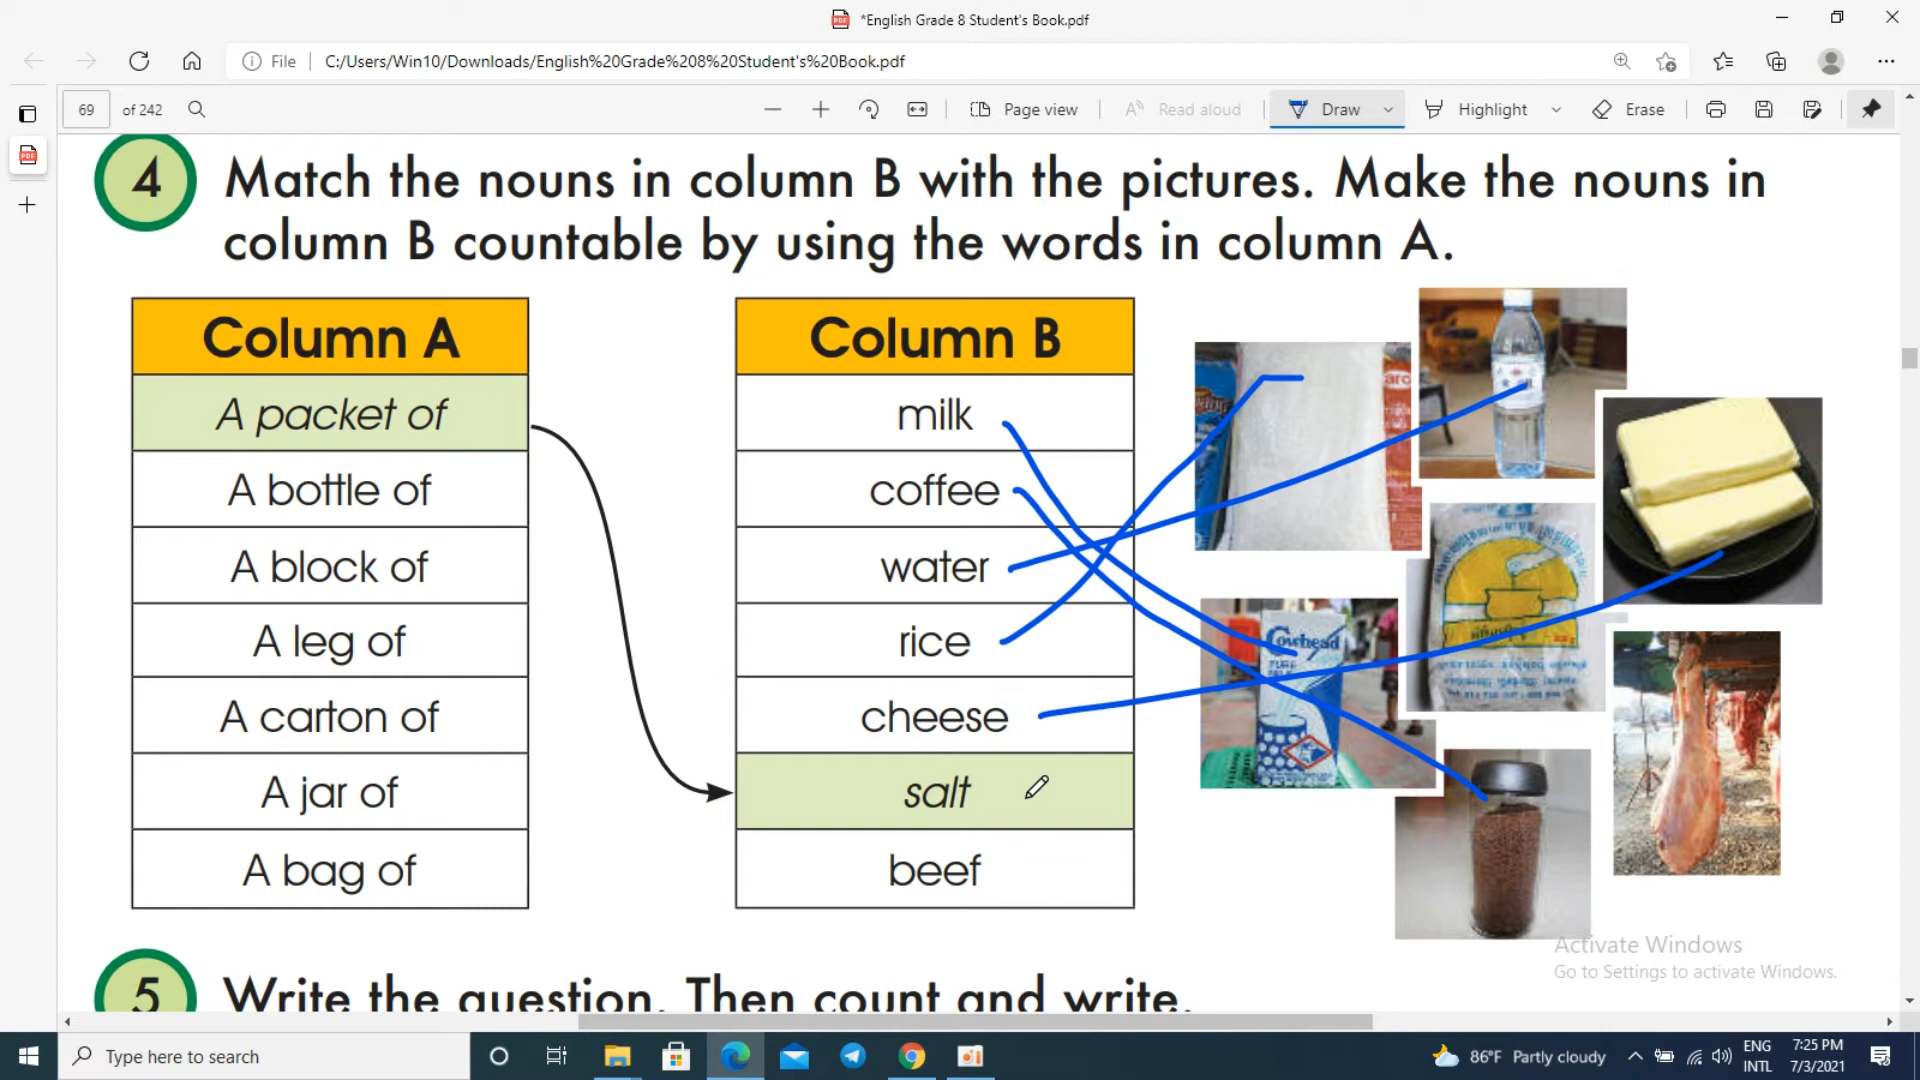 *English Grade 8 Student's Book.pdf
File
C:/Users/Win10/Downloads/English%20Grade%208%20Student's%20Book.pdf
69 of 242
Page view
Read aloud
Draw
Highlight
Erase
4 Match the nouns in column B with the pictures. Make the nouns in
column B countable by using the words in column A.
Column A
A packet of
A bottle of
A block of
A leg of
A carton of
A jar of
A bag of
Column B
milk
coffee
water
rice
cheese
salt
beef
Cowhead
PURE
Activate Windows
Go to Settings to activate Windows.
5 Write the question. Then count and write.
Type here to search
86°F Partly cloudy
ENG
INTL
7:25 PM
7/3/2021